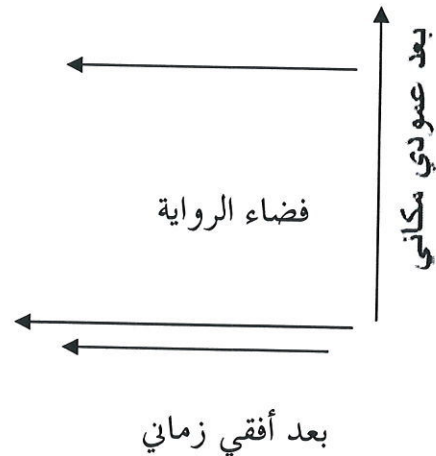 بعد عمودي مكاني
فضاء الرواية
بعد أفقي زماني